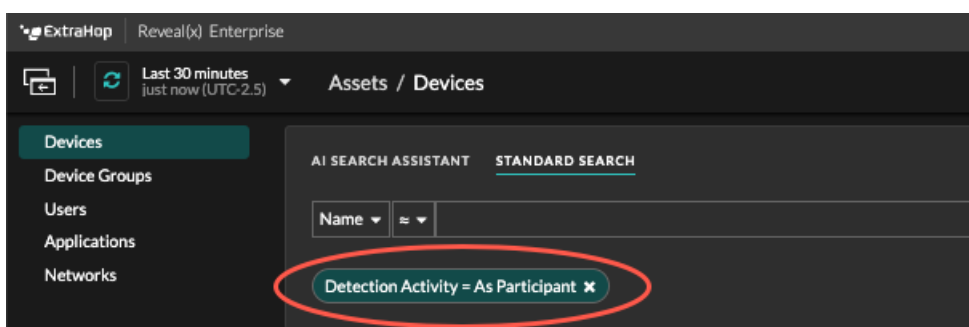 ExtraHop Reveal(x) Enterprise
Last 30 minutes
just now (UTC-2.5)
Assets / Devices
Devices
Device Groups
Users
Applications
Networks
AI SEARCH ASSISTANT STANDARD SEARCH
Name ≈
Detection Activity = As Participant ×